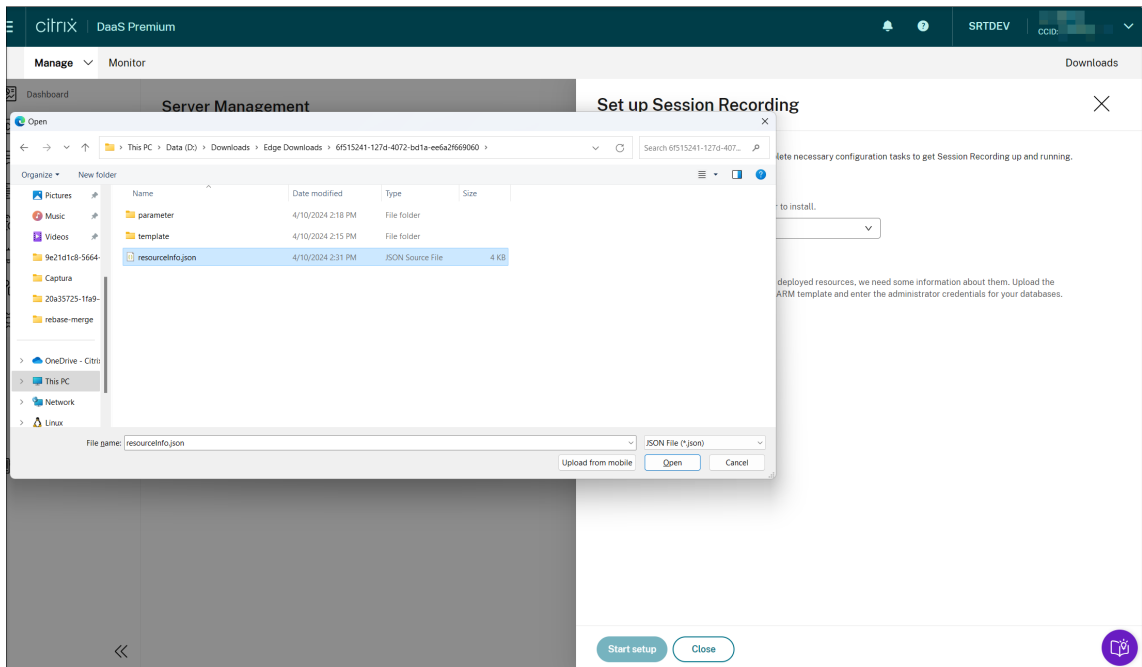 citrix DaaS Premium SRTDEV CCID:
Manage Monitor Downloads
Dashboard
Server Management
Set up Session Recording
Open
This PC > Data (D:) > Downloads > Edge Downloads > 6f515241-127d-4072-bd1a-ee6a2f669060 >
Search 6f515241-127d-407...
lete necessary configuration tasks to get Session Recording up and running.
Organize New folder
Name Date modified Type Size
Pictures
Music
Videos
9e21d1c8-5664-
Captura
20a35725-1fa9-
rebase-merge
OneDrive - Citri
This PC
Network
Linux
parameter 4/10/2024 2:18 PM File folder
template 4/10/2024 2:15 PM File folder
resourceInfo.json 4/10/2024 2:31 PM JSON Source File 4 KB
r to install.
deployed resources, we need some information about them. Upload the
ARM template and enter the administrator credentials for your databases.
File name: resourceInfo.json JSON File (*.json)
Upload from mobile Open Cancel
Start setup Close